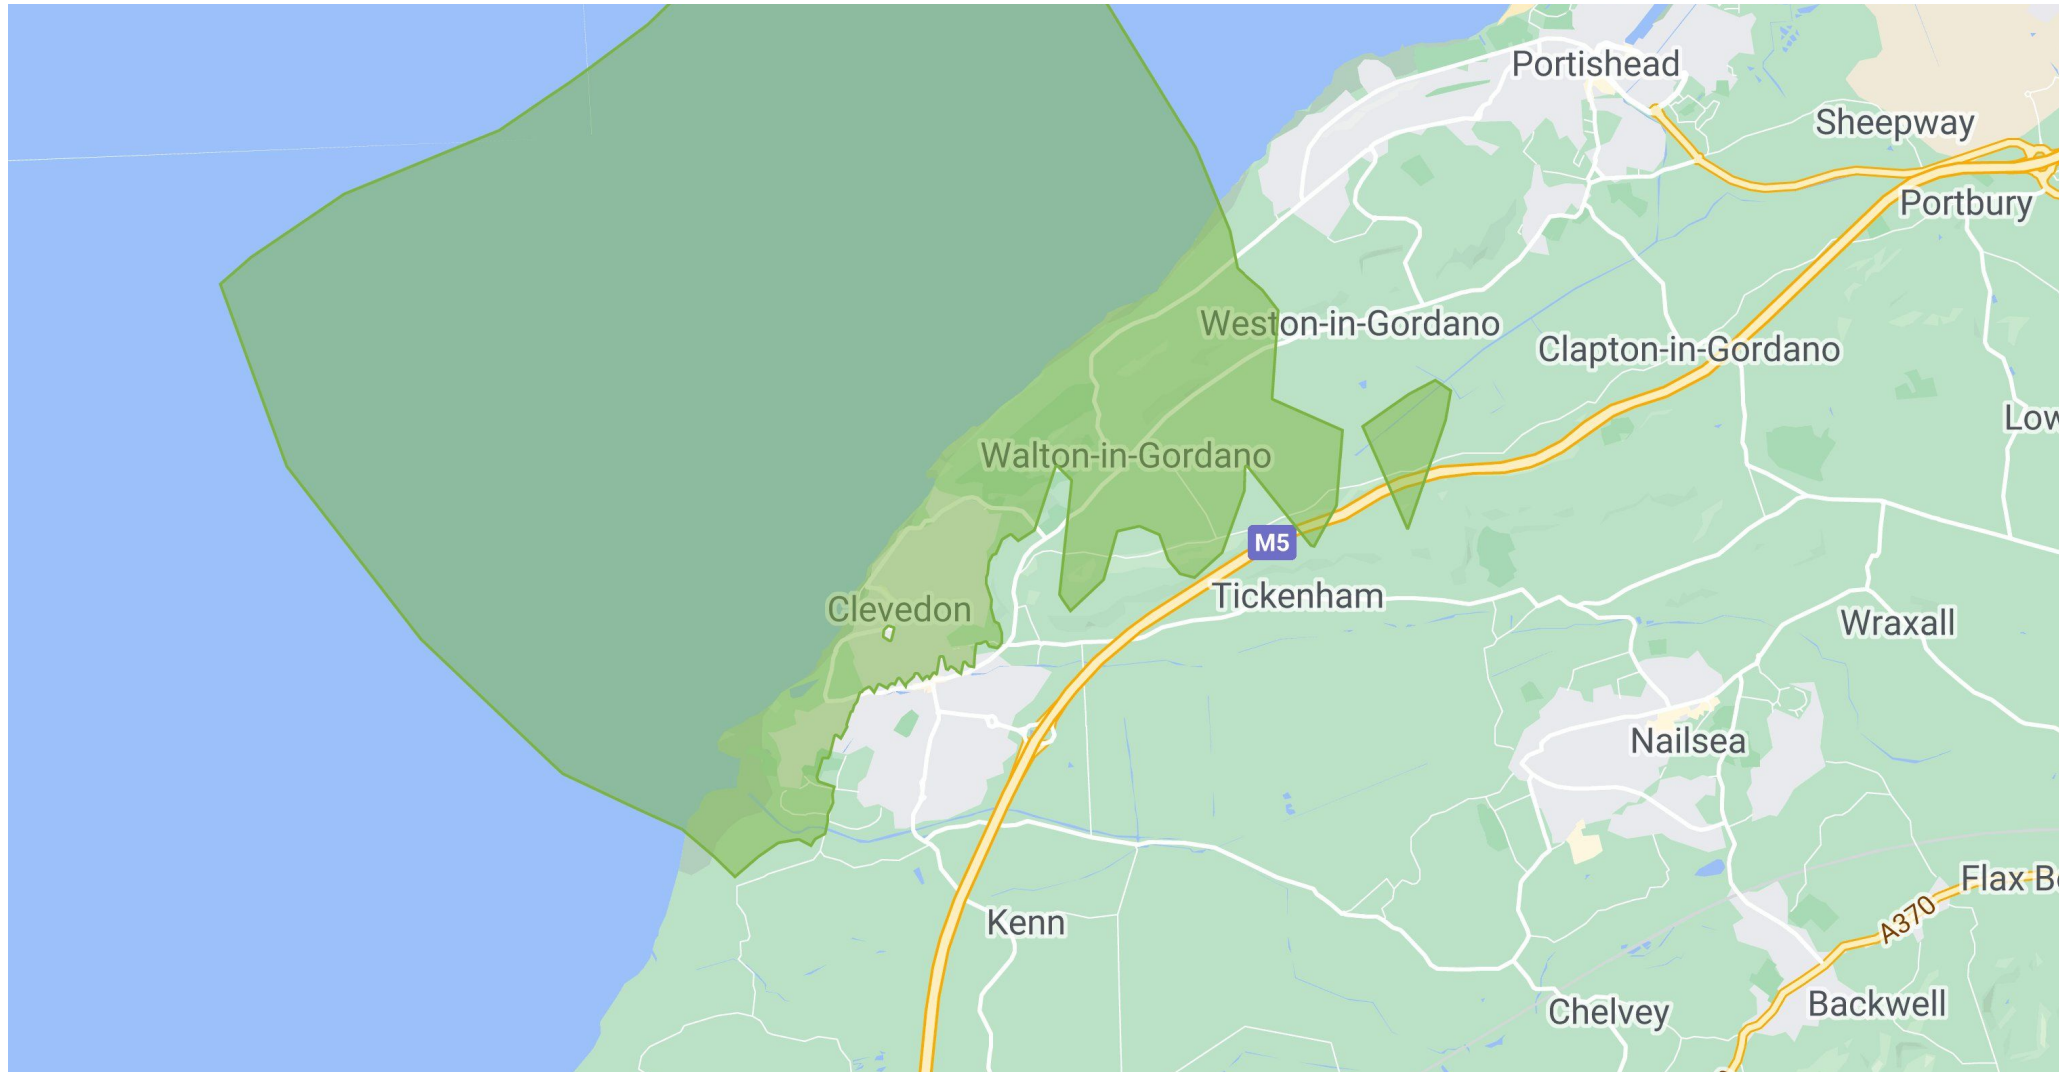 Portishead
Sheepway
Portbury
Weston-in-Gordano
Clapton-in-Gordano
Low
Walton-in-Gordano
M5
Tickenham
Clevedon
Wraxall
Nailsea
Flax Bo
A370
Kenn
Chelvey
Backwell